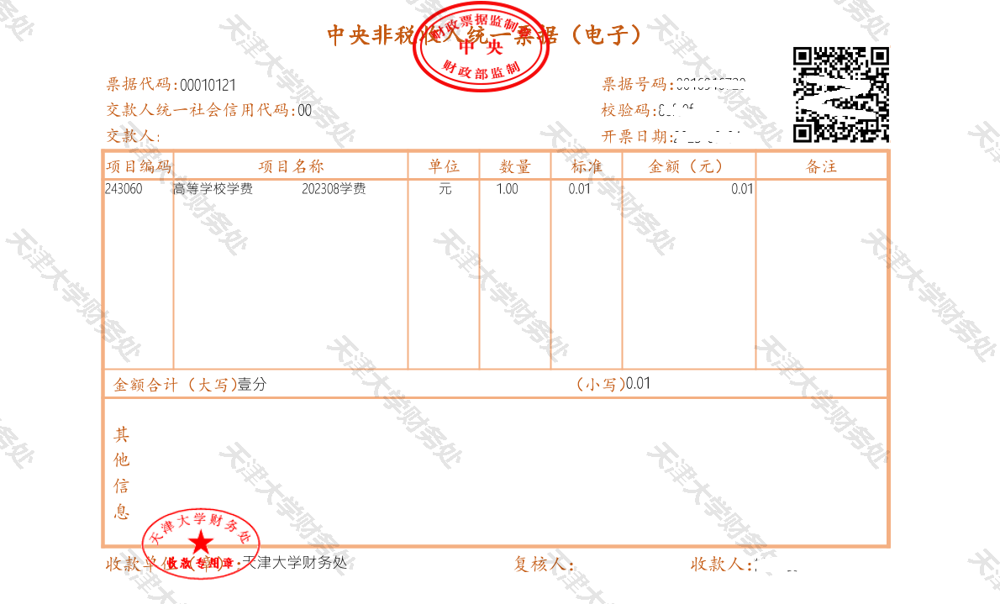 中央非税收入统一票据（电子）
财政票据监制章
中央
财政部监制
票据代码:00010121
票据号码:
交款人统一社会信用代码:00
校验码:
交款人:
开票日期:
项目编码 项目名称 单位 数量 标准 金额（元） 备注
243060 高等学校学费 202308学费 元 1.00 0.01 0.01
金额合计（大写)壹分 （小写)0.01
其他信息
天津大学财务处
收款专用章
收款单位（章）:天津大学财务处 复核人: 收款人: